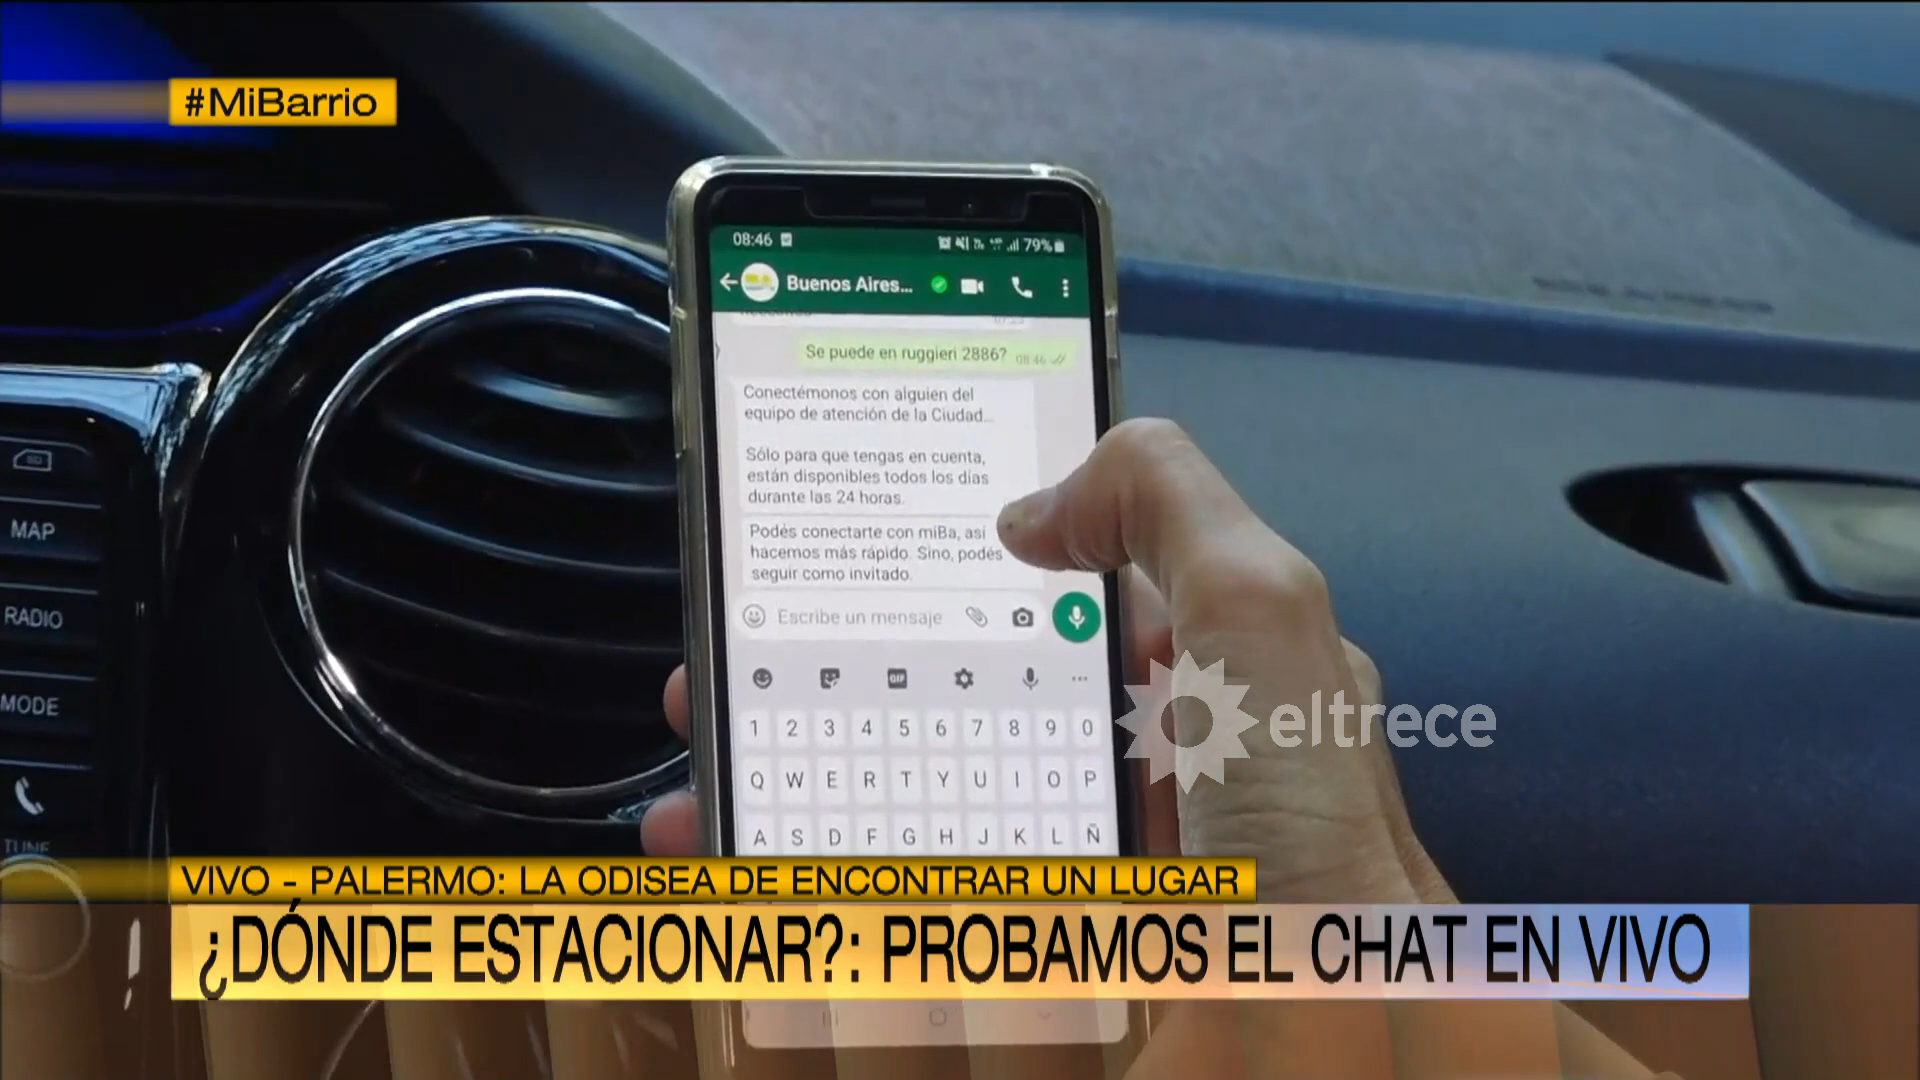 #MiBarrio
08:46
79%
Buenos Aires...
Se puede en ruggieri 2886? 08:46
Conectémonos con alguien del
equipo de atención de la Ciudad...
Sólo para que tengas en cuenta,
están disponibles todos los días
durante las 24 horas.
Podés conectarte con miBa, así
hacemos más rápido. Sino, podés
seguir como invitado.
Escribe un mensaje
GIF
1 2 3 4 5 6 7 8 9 0
Q W E R T Y U I O P
A S D F G H J K L Ñ
MAP
RADIO
MODE
TUNE
eltrece
VIVO - PALERMO: LA ODISEA DE ENCONTRAR UN LUGAR
¿DÓNDE ESTACIONAR?: PROBAMOS EL CHAT EN VIVO